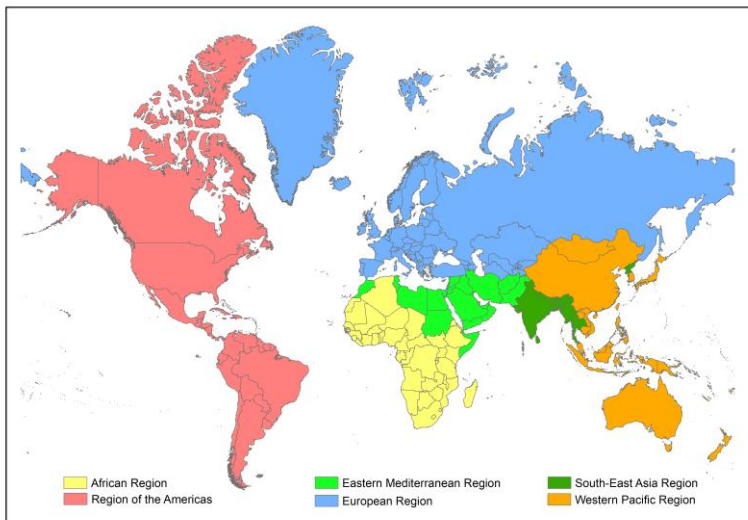 African Region
Region of the Americas
Eastern Mediterranean Region
European Region
South-East Asia Region
Western Pacific Region